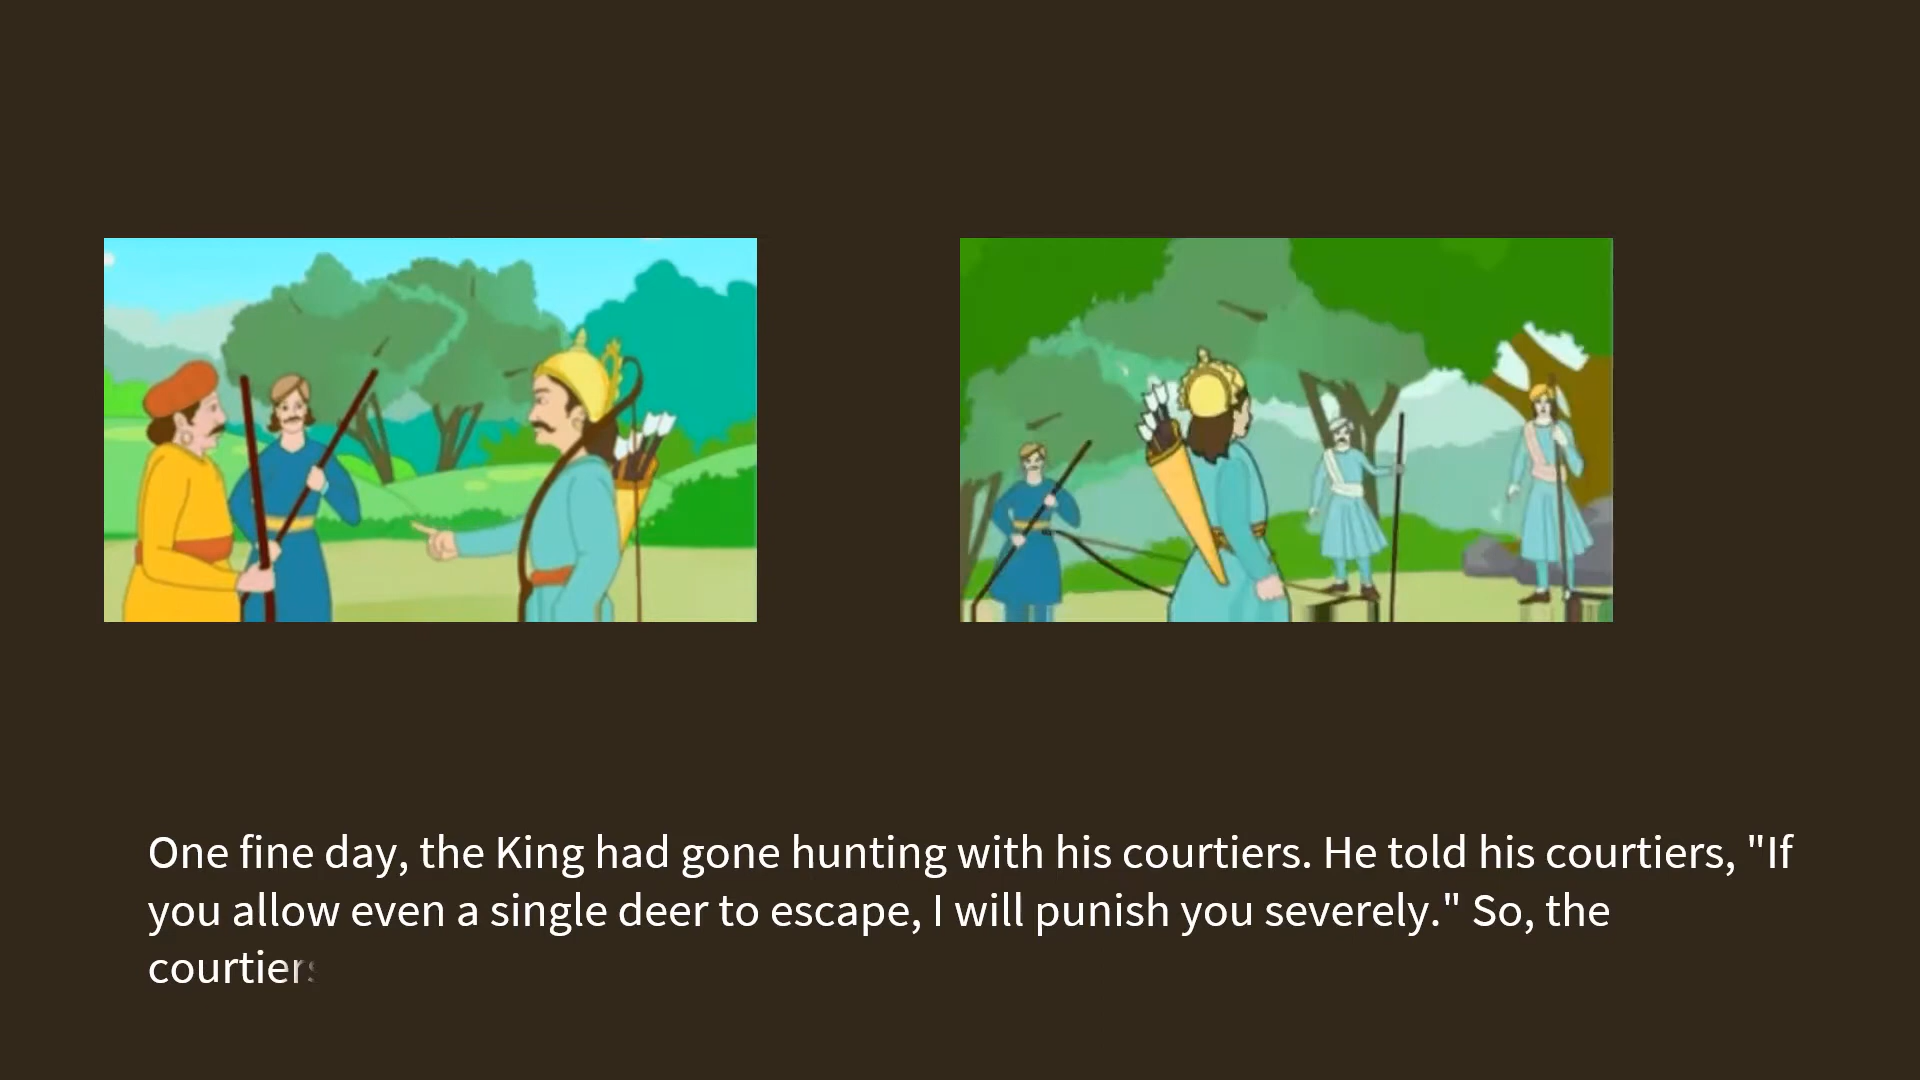 One fine day, the King had gone hunting with his courtiers. He told his courtiers, "If
you allow even a single deer to escape, I will punish you severely." So, the
courtiers